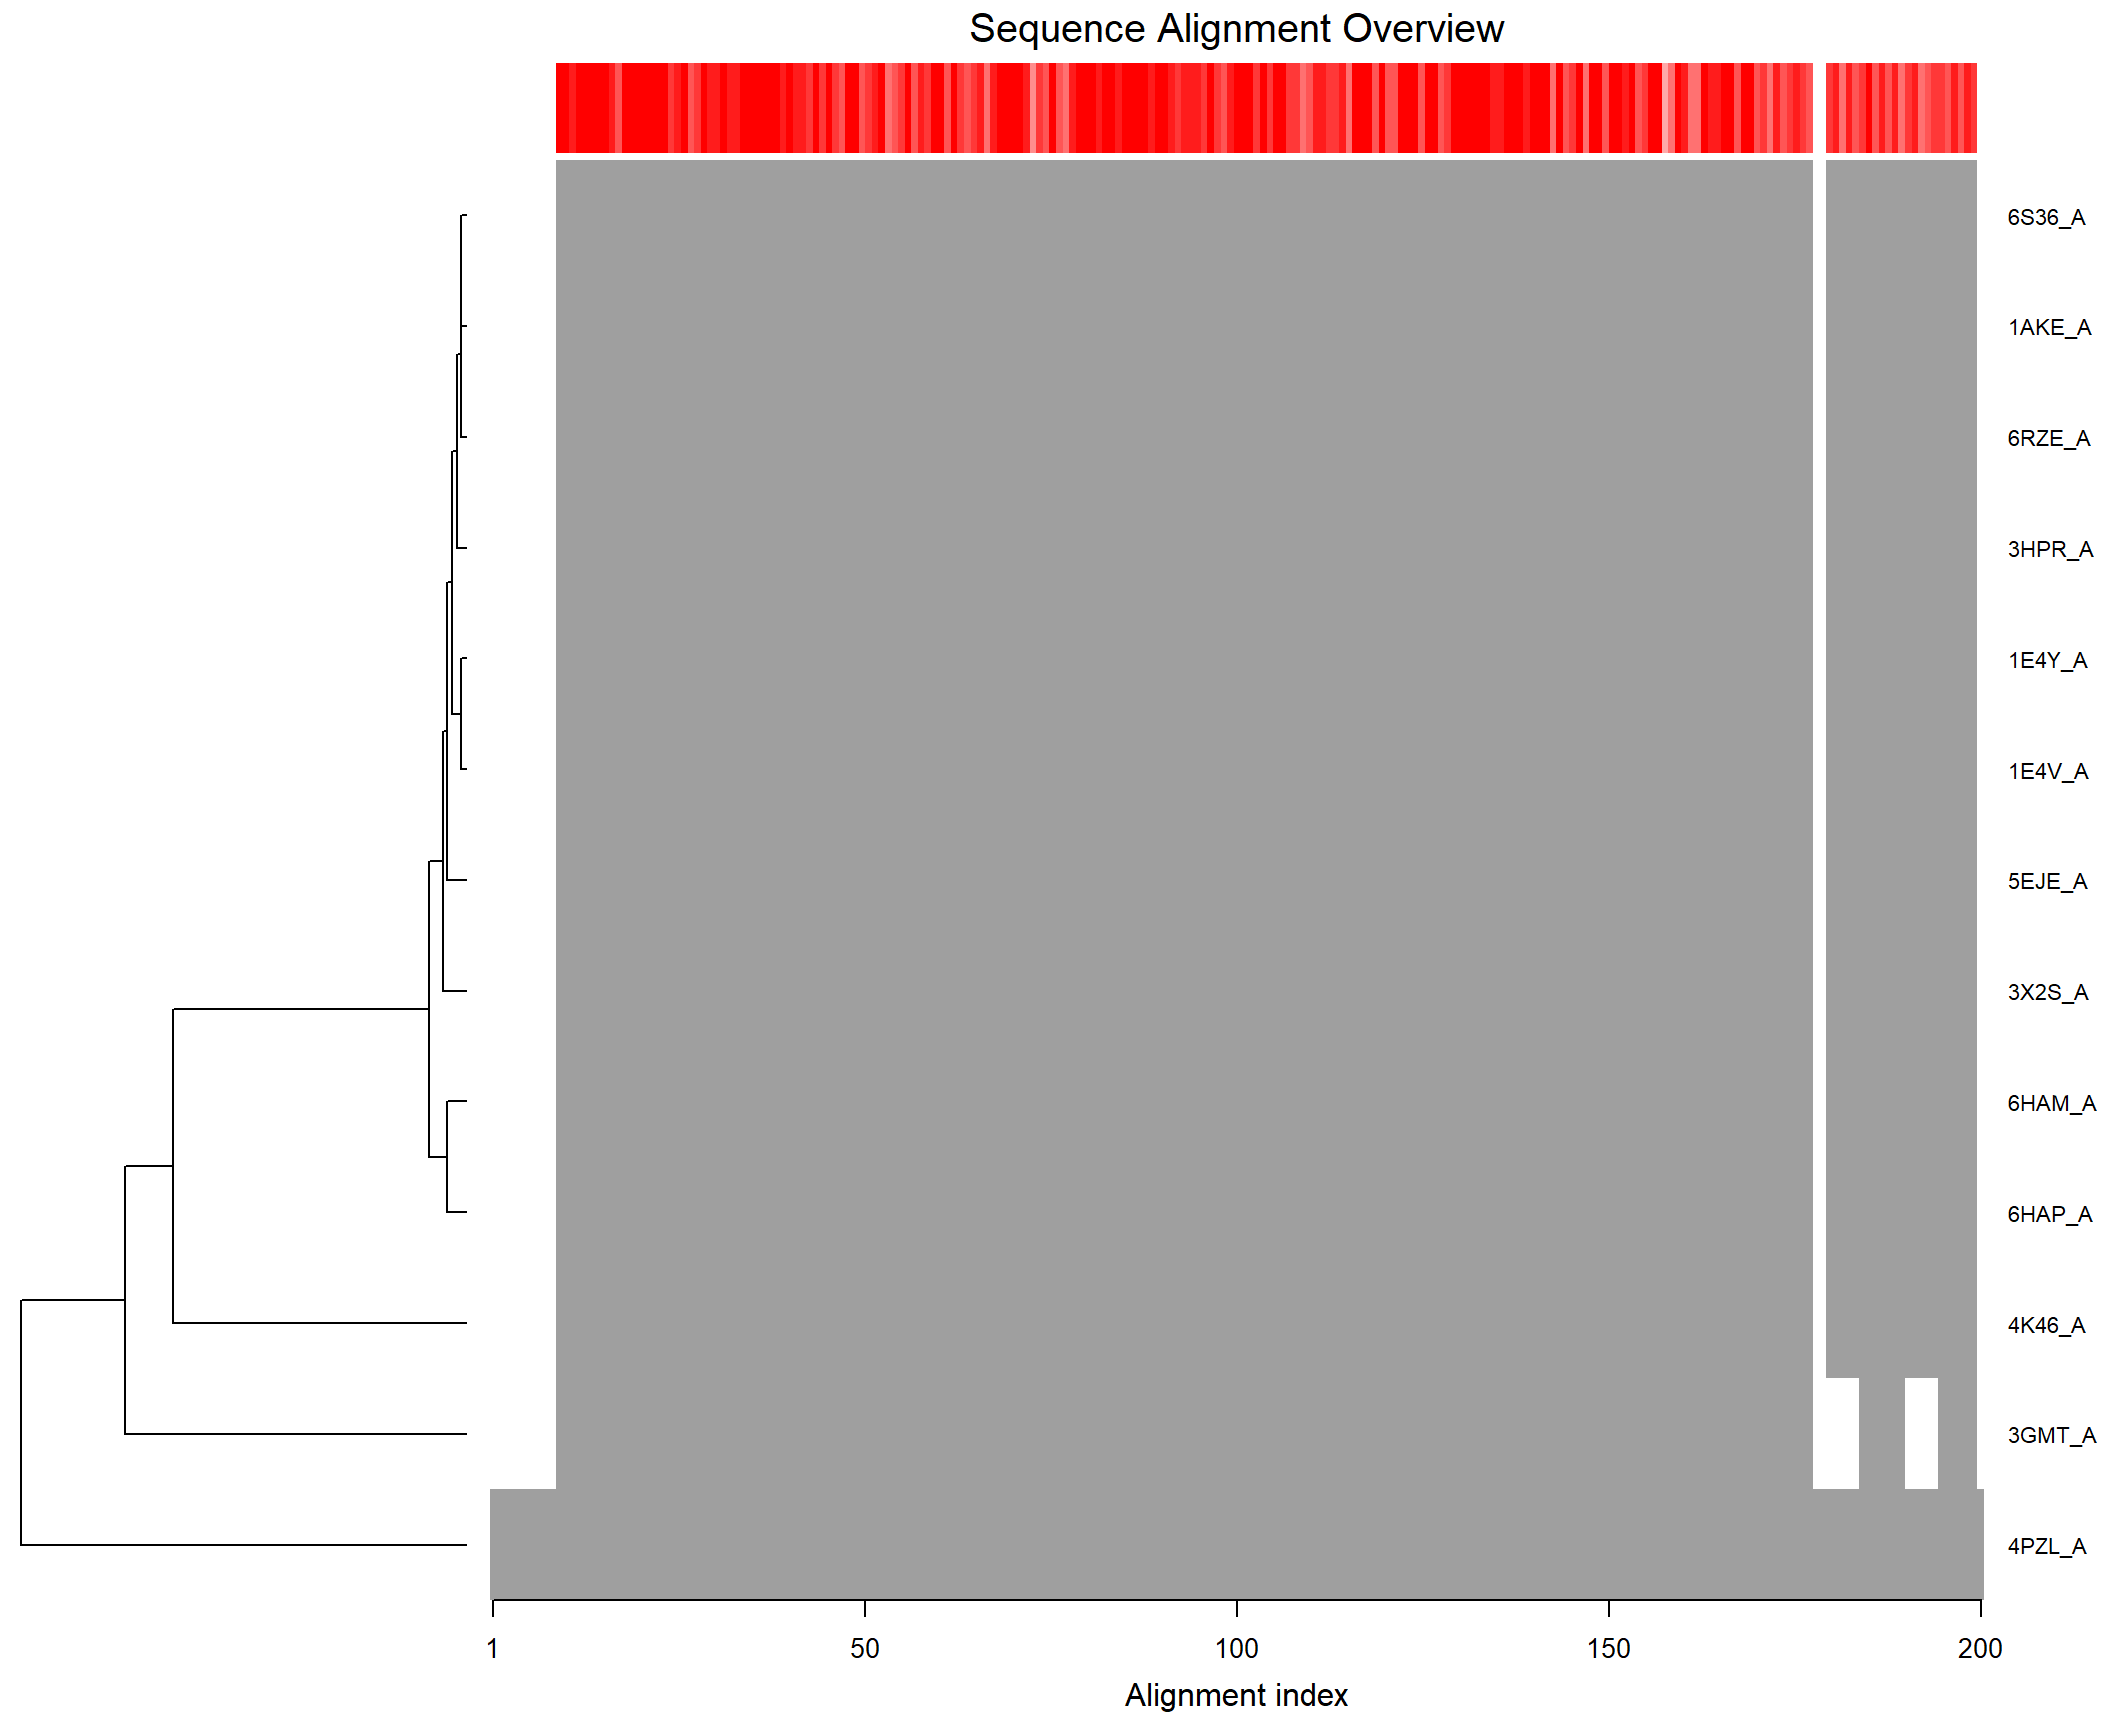 Sequence Alignment Overview
6S36_A
1AKE_A
6RZE_A
3HPR_A
1E4Y_A
1E4V_A
5EJE_A
3X2S_A
6HAM_A
6HAP_A
4K46_A
3GMT_A
4PZL_A
1 50 100 150 200
Alignment index